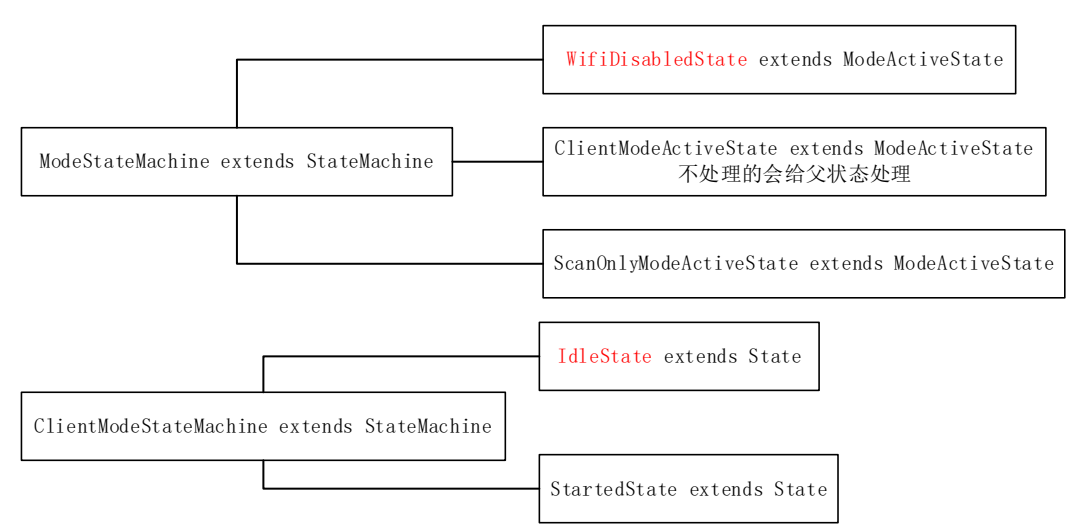 WifiDisabledState extends ModeActiveState
ModeStateMachine extends StateMachine
ClientModeActiveState extends ModeActiveState
不处理的会给父状态处理
ScanOnlyModeActiveState extends ModeActiveState
IdleState extends State
ClientModeStateMachine extends StateMachine
StartedState extends State